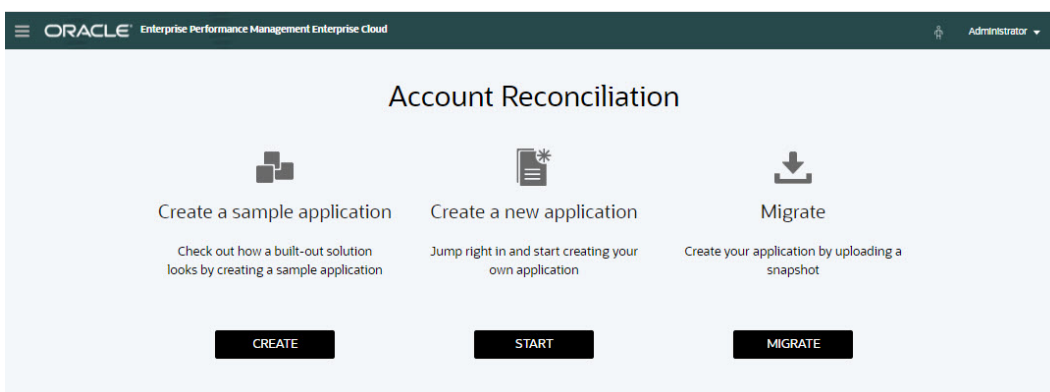 ORACLE® Enterprise Performance Management Enterprise Cloud
Administrator
Account Reconciliation
Create a sample application
Create a new application
Migrate
Check out how a built-out solution
looks by creating a sample application
Jump right in and start creating your
own application
Create your application by uploading a
snapshot
CREATE
START
MIGRATE